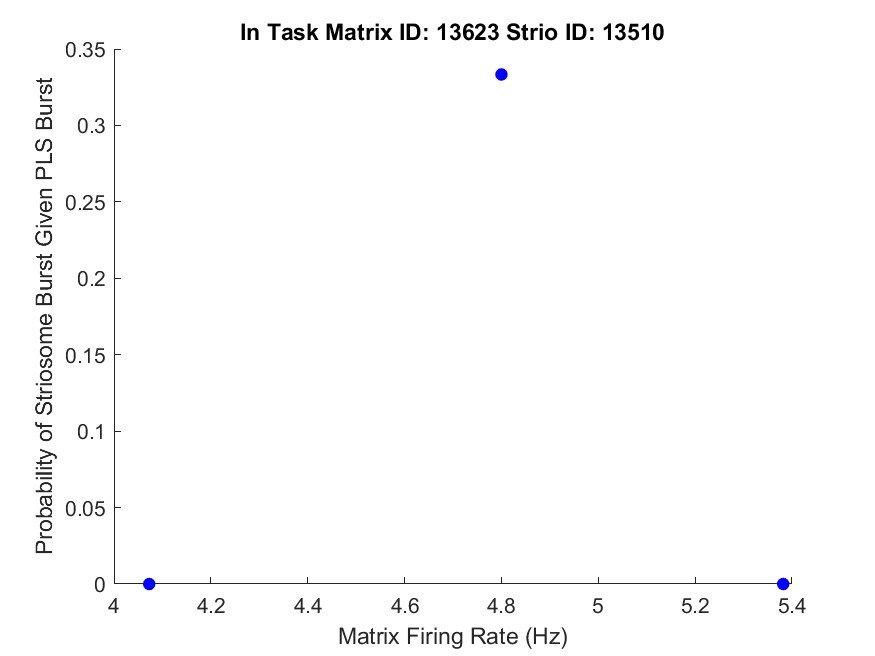 In Task Matrix ID: 13623 Strio ID: 13510
Probability of Striosome Burst Given PLS Burst
0.35
0.3
0.25
0.2
0.15
0.1
0.05
0
4 4.2 4.4 4.6 4.8 5 5.2 5.4
Matrix Firing Rate (Hz)